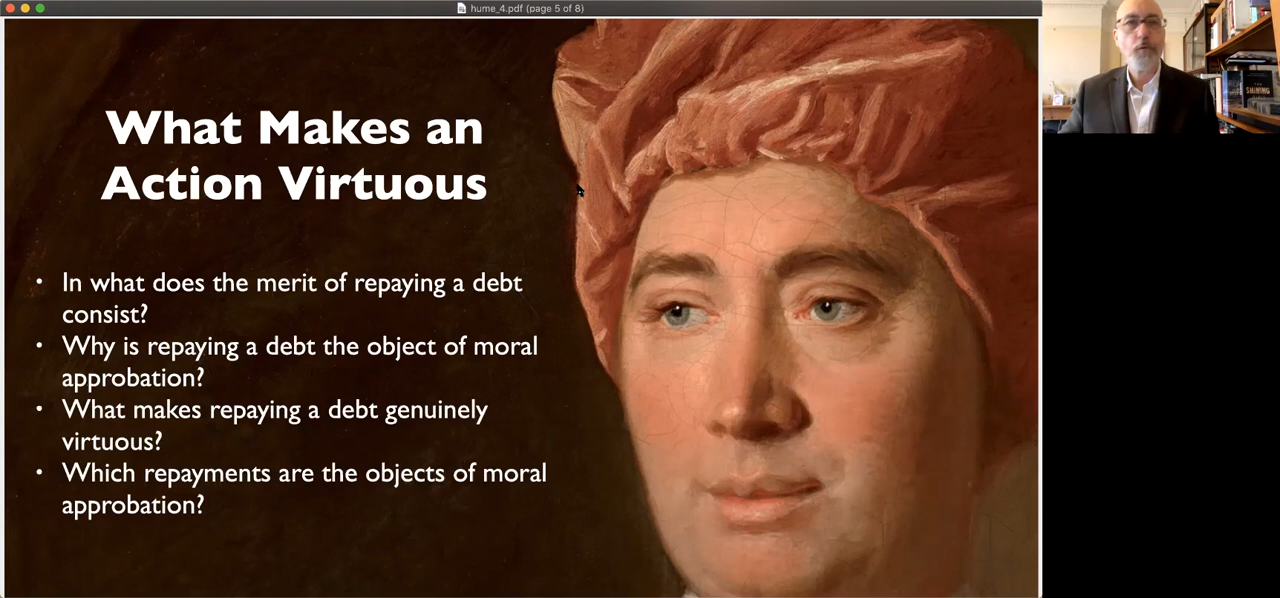 hume_4.pdf (page 5 of 8)
What Makes an
Action Virtuous
• In what does the merit of repaying a debt
consist?
• Why is repaying a debt the object of moral
approbation?
• What makes repaying a debt genuinely
virtuous?
• Which repayments are the objects of moral
approbation?
SHINING